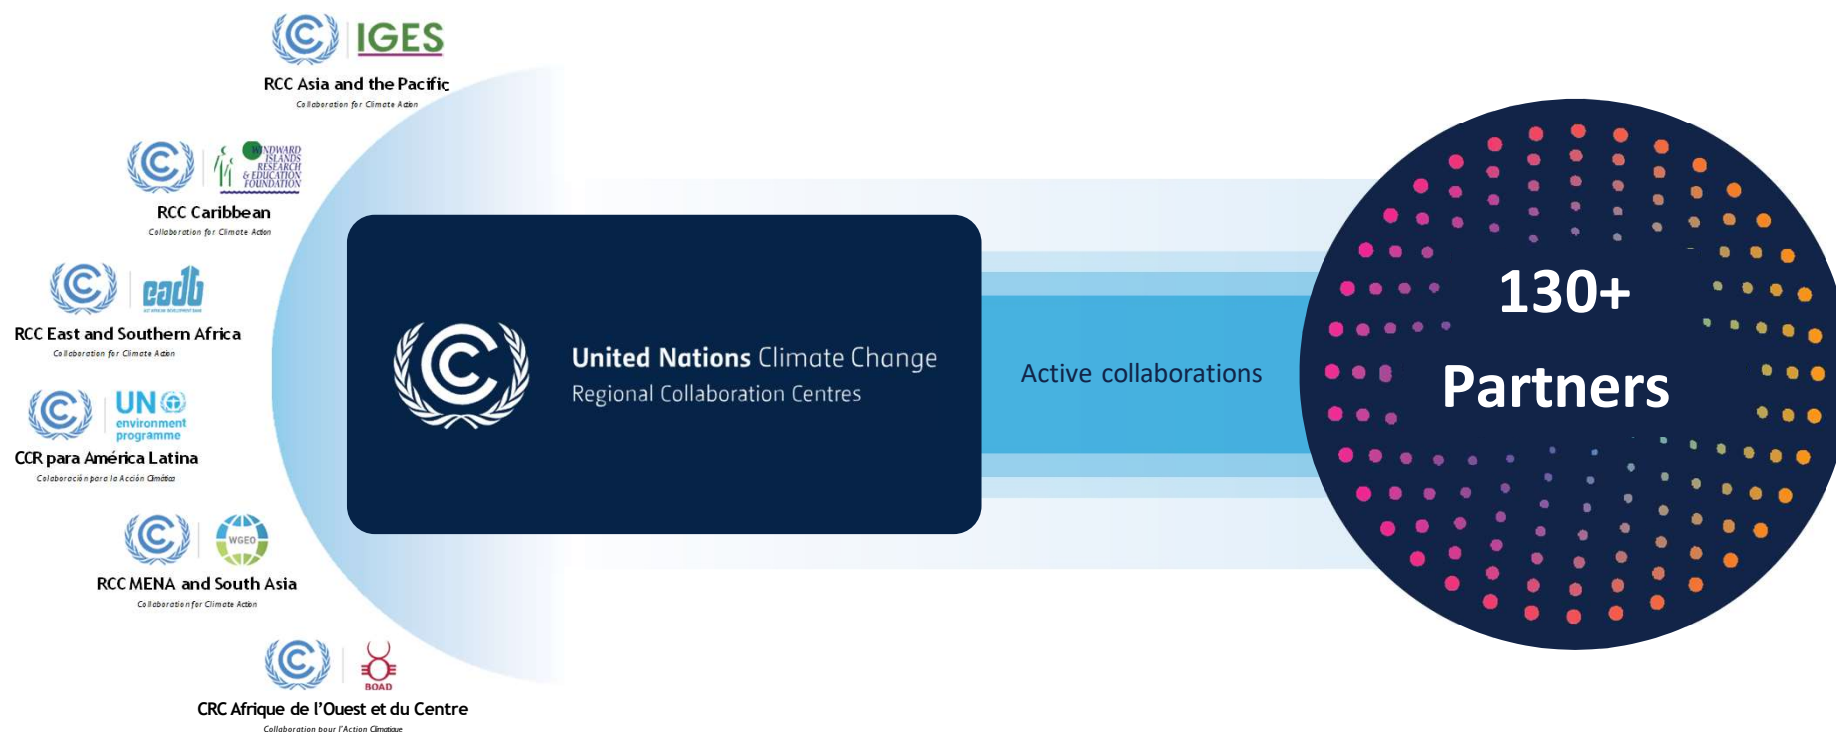 IGES
RCC Asia and the Pacific
Collaboration for Climate Action
WINDWARD
ISLANDS
RESEARCH
& EDUCATION
FOUNDATION
RCC Caribbean
Collaboration for Climate Action
eadb
EAST AFRICAN DEVELOPMENT BANK
RCC East and Southern Africa
Collaboration for Climate Action
UN
environment
programme
CCR para América Latina
Colaboración para la Acción Climática
WGEO
RCC MENA and South Asia
Collaboration for Climate Action
BOAD
CRC Afrique de l'Ouest et du Centre
Collaboration pour l'Action Climatique
United Nations Climate Change
Regional Collaboration Centres
Active collaborations
130+
Partners